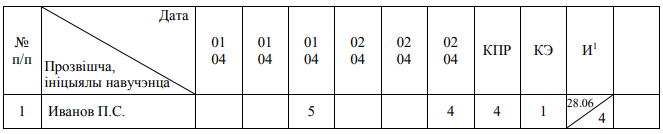 № п/п Дата Прозвішча, ініцыялы навучэнца 01 04 01 04 01 04 02 04 02 04 02 04 КПР КЭ И¹
1 Иванов П.С. 5 4 4 1 28.06 4